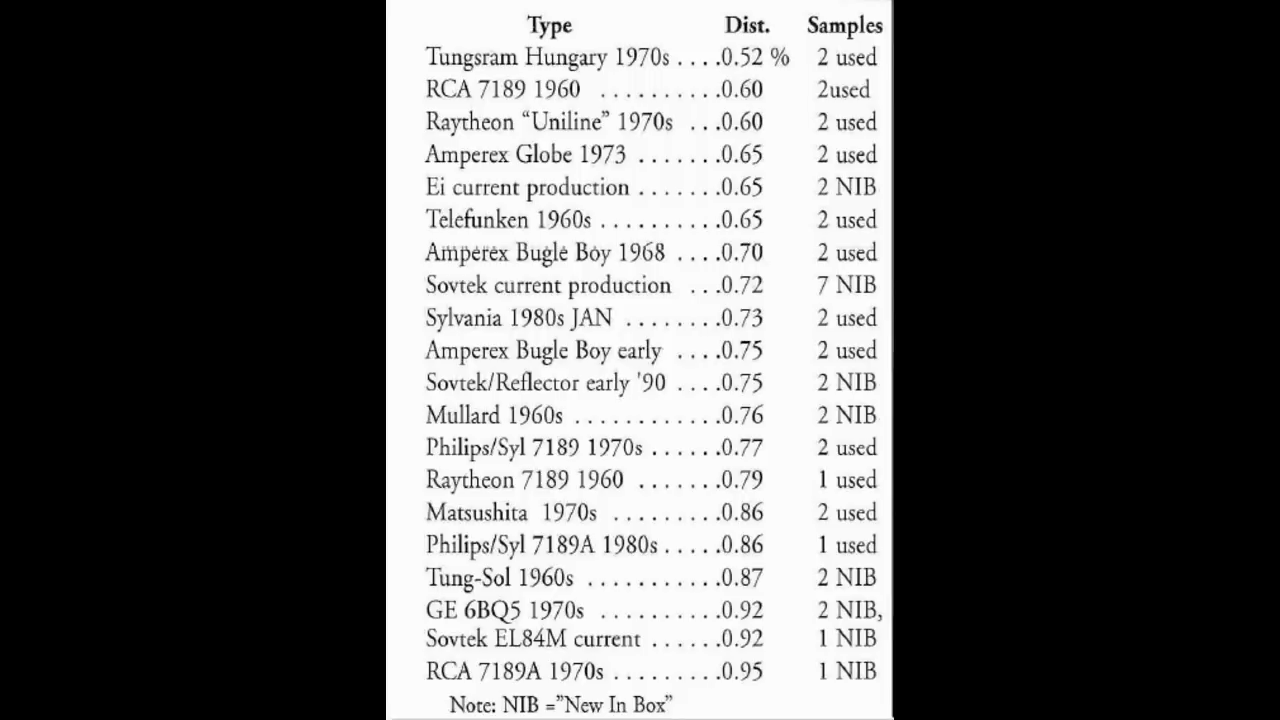 Type Dist. Samples
Tungsram Hungary 1970s . . . .0.52 % 2 used
RCA 7189 1960 . . . . . . . . . .0.60 2used
Raytheon “Uniline” 1970s . . .0.60 2 used
Amperex Globe 1973 . . . . . . .0.65 2 used
Ei current production . . . . . . .0.65 2 NIB
Telefunken 1960s . . . . . . . . . .0.65 2 used
Amperex Bugle Boy 1968 . . . .0.70 2 used
Sovtek current production . . .0.72 7 NIB
Sylvania 1980s JAN . . . . . . . .0.73 2 used
Amperex Bugle Boy early . . . .0.75 2 used
Sovtek/Reflector early '90 . . . .0.75 2 NIB
Mullard 1960s . . . . . . . . . . . .0.76 2 NIB
Philips/Syl 7189 1970s . . . . . .0.77 2 used
Raytheon 7189 1960 . . . . . . .0.79 1 used
Matsushita 1970s . . . . . . . . .0.86 2 used
Philips/Syl 7189A 1980s . . . . .0.86 1 used
Tung-Sol 1960s . . . . . . . . . . .0.87 2 NIB
GE 6BQ5 1970s . . . . . . . . . .0.92 2 NIB,
Sovtek EL84M current . . . . . .0.92 1 NIB
RCA 7189A 1970s . . . . . . . . .0.95 1 NIB
Note: NIB =”New In Box”